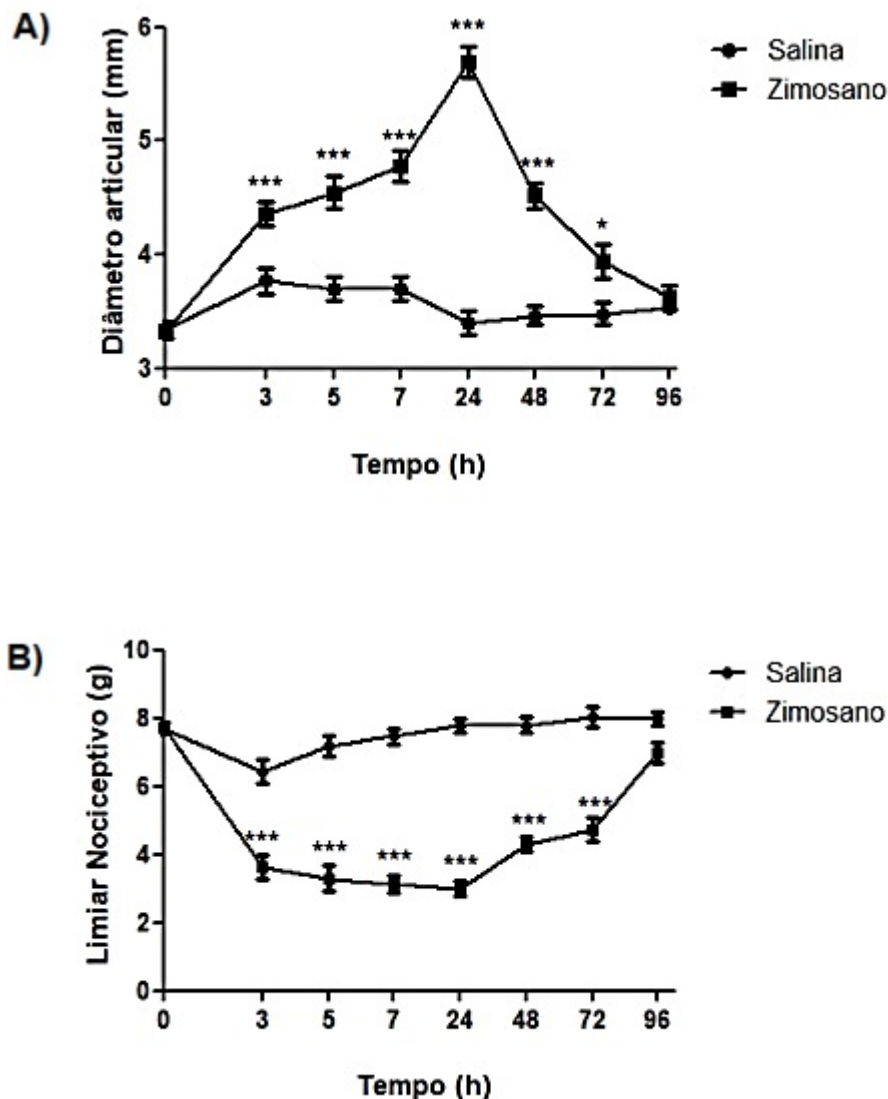 A)
Diâmetro articular (mm)
6
5
4
3
***
***
***
***
***
*
0 3 5 7 24 48 72 96
Tempo (h)
Salina
Zimosano
B)
Limiar Nociceptivo (g)
10
8
6
4
2
0
***
***
***
***
***
***
0 3 5 7 24 48 72 96
Tempo (h)
Salina
Zimosano